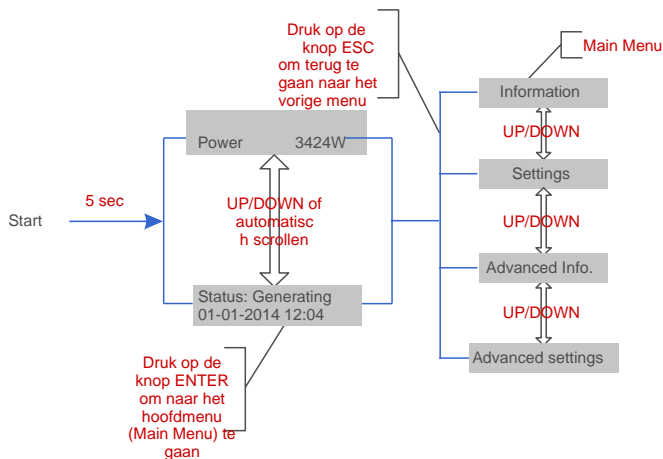 Druk op de
knop ESC
om terug te
gaan naar het
vorige menu
Main Menu
Information
UP/DOWN
Settings
UP/DOWN
Advanced Info.
UP/DOWN
Advanced settings
Power 3424W
UP/DOWN of
automatisc
h scrollen
Start
5 sec
Status: Generating
01-01-2014 12:04
Druk op de
knop ENTER
om naar het
hoofdmenu
(Main Menu) te
gaan